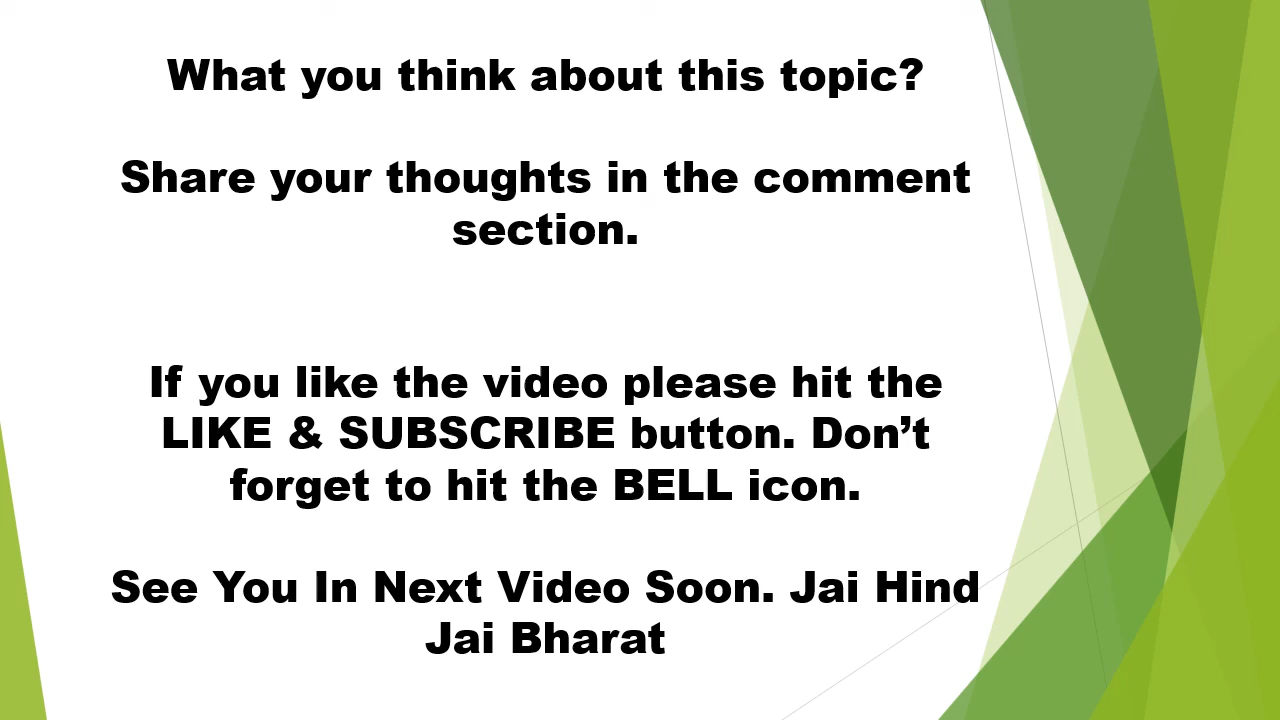 What you think about this topic?
Share your thoughts in the comment
section.
If you like the video please hit the
LIKE & SUBSCRIBE button. Don’t
forget to hit the BELL icon.
See You In Next Video Soon. Jai Hind
Jai Bharat